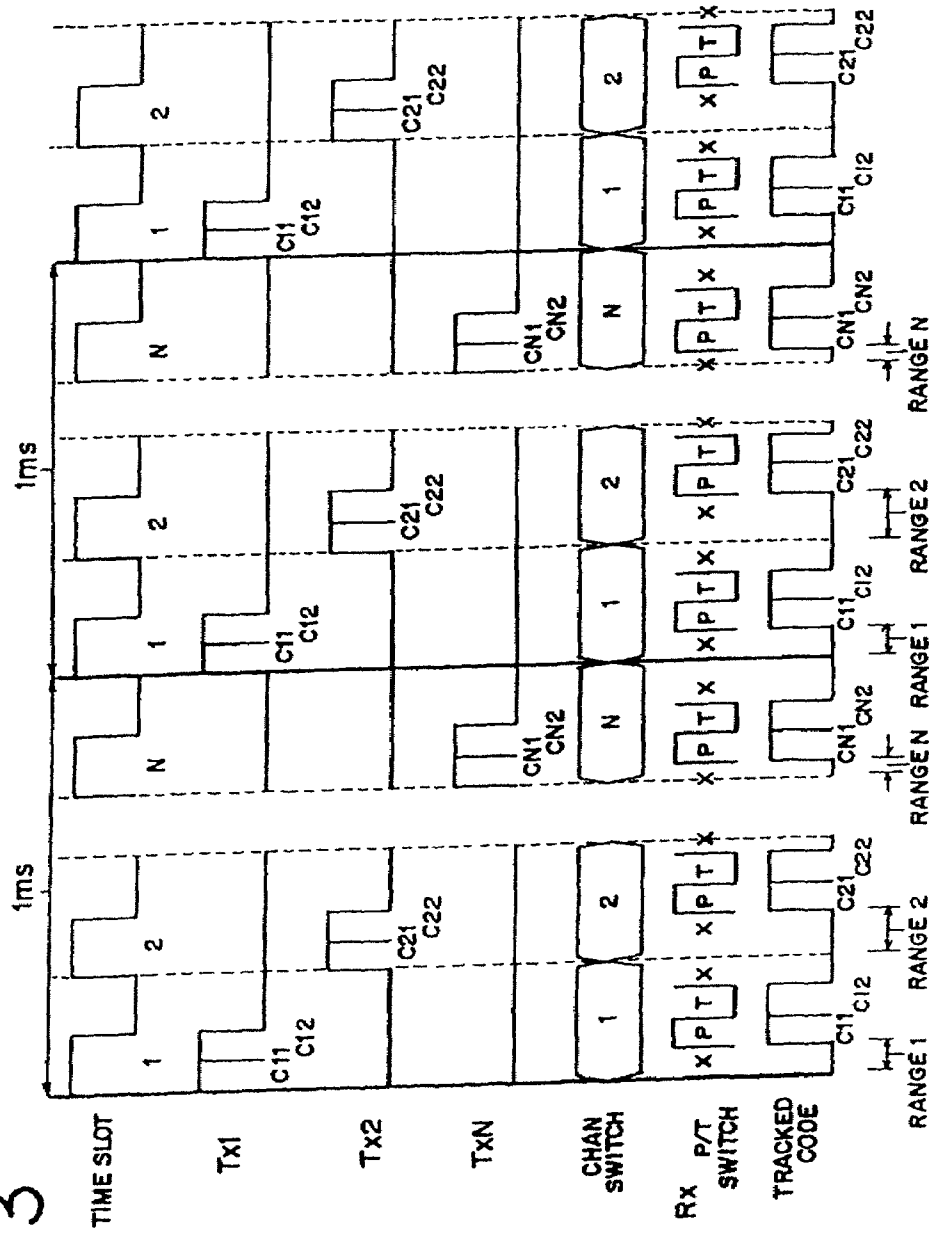 3
1ms 1ms
TIME SLOT 1 2 N 1 2 N 1 2
Tx1 C11 C12 C11 C12 C11 C12
Tx2 C21 C22 C21 C22 C21 C22
TxN CN1 CN2 CN1 CN2
CHAN SWITCH 1 2 N 1 2 N 1 2
RX P/T SWITCH X P T X X P T X X P T X X P T X X P T X X P T X X P T X X P T X
TRACKED CODE C11 C12 C21 C22 CN1 CN2 C11 C12 C21 C22 CN1 CN2 C11 C12 C21 C22
RANGE 1 RANGE 2 RANGE N RANGE 1 RANGE 2 RANGE N